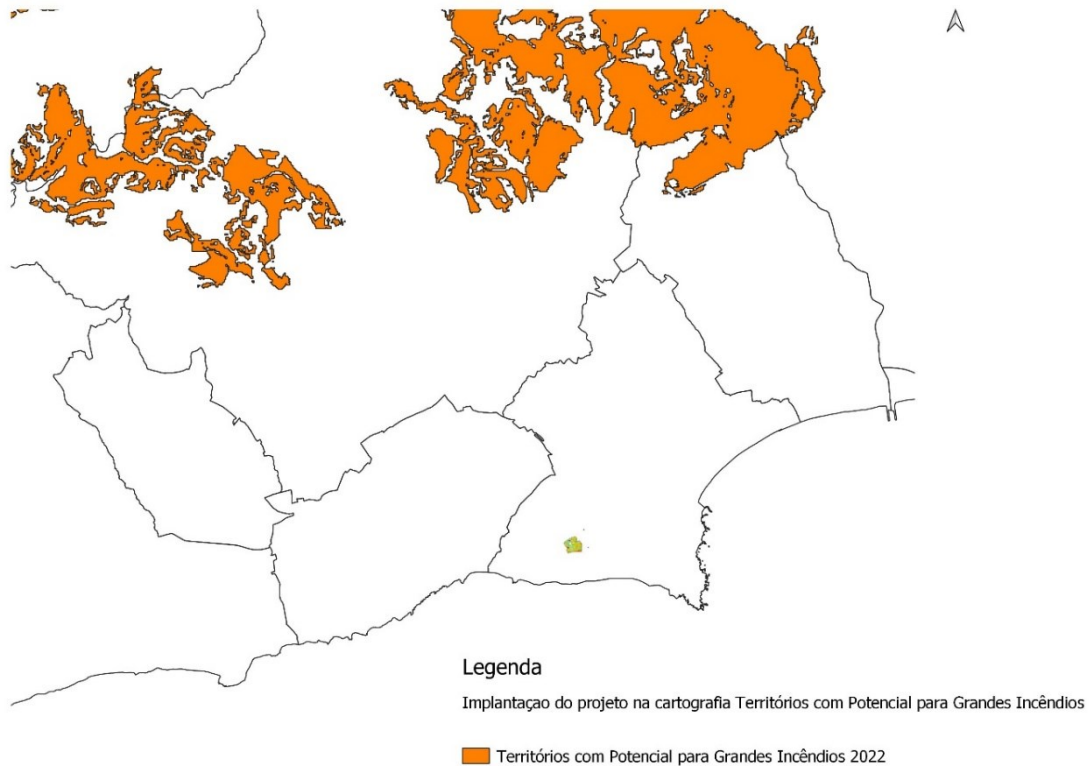 Legenda
Implantaçao do projeto na cartografia Territórios com Potencial para Grandes Incêndios
Territórios com Potencial para Grandes Incêndios 2022